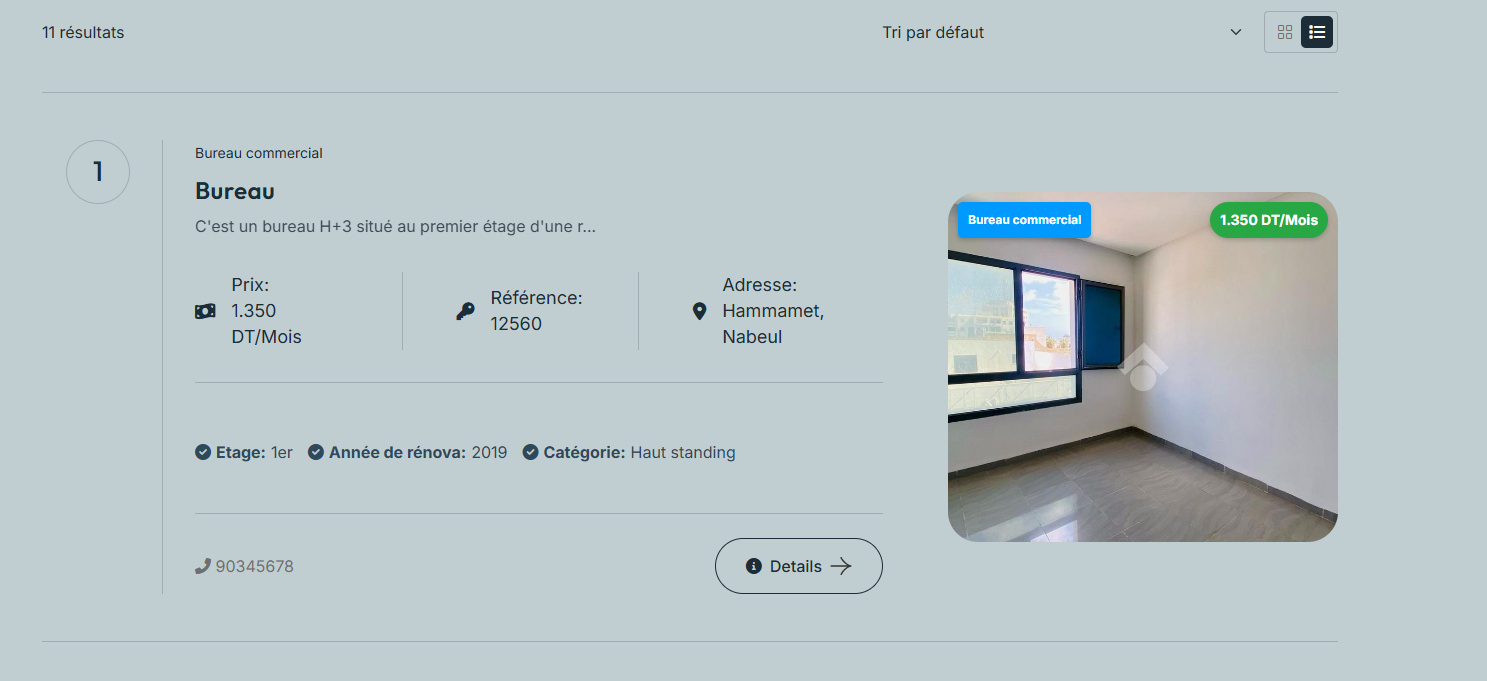 11 résultats
Tri par défaut
1
Bureau commercial
Bureau
C'est un bureau H+3 situé au premier étage d'une r...
Prix:
1.350
DT/Mois
Référence:
12560
Adresse:
Hammamet,
Nabeul
Etage: 1er Année de rénova: 2019 Catégorie: Haut standing
90345678
Details
Bureau commercial
1.350 DT/Mois